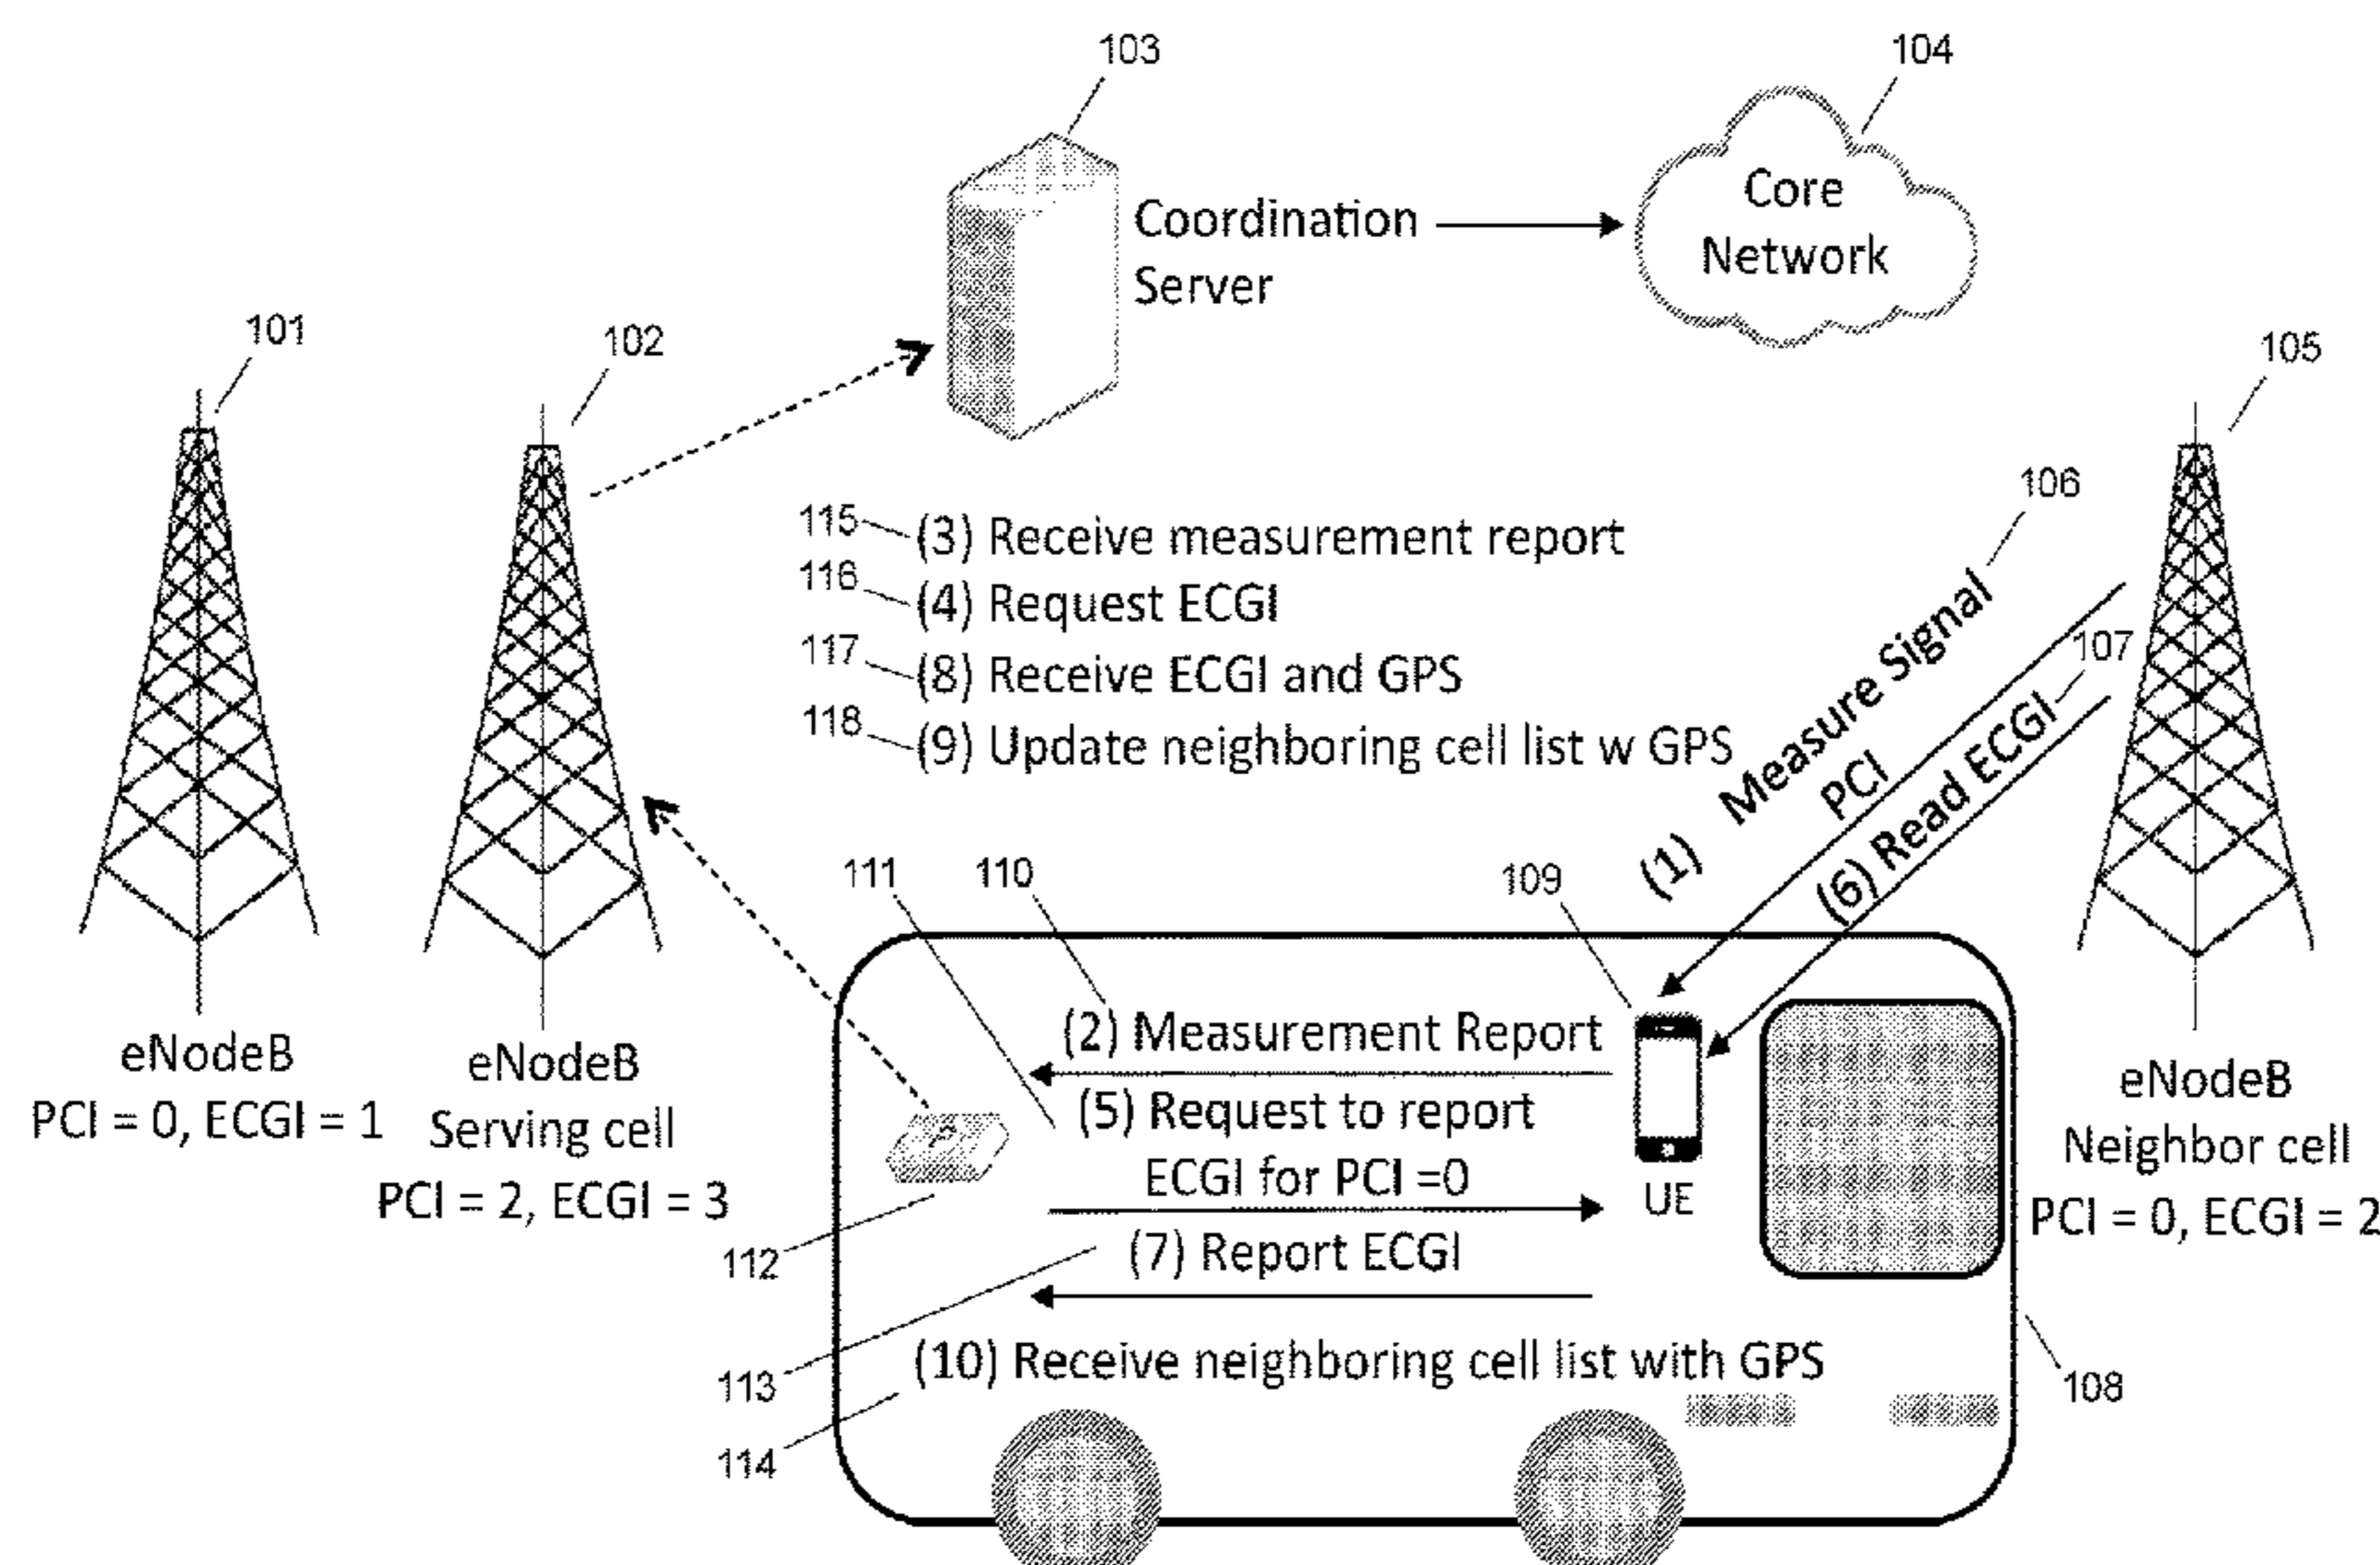 103
104
Core
Network
Coordination
Server
101
102
105
106
115 (3) Receive measurement report
116 (4) Request ECGI
117 (8) Receive ECGI and GPS
118 (9) Update neighboring cell list w GPS
(1) Measure Signal
PCI
107
(6) Read ECGI
111
110
109
eNodeB
PCI = 0, ECGI = 1
eNodeB
Serving cell
PCI = 2, ECGI = 3
(2) Measurement Report
(5) Request to report
ECGI for PCI =0
UE
(7) Report ECGI
eNodeB
Neighbor cell
PCI = 0, ECGI = 2
112
113
(10) Receive neighboring cell list with GPS
108
114